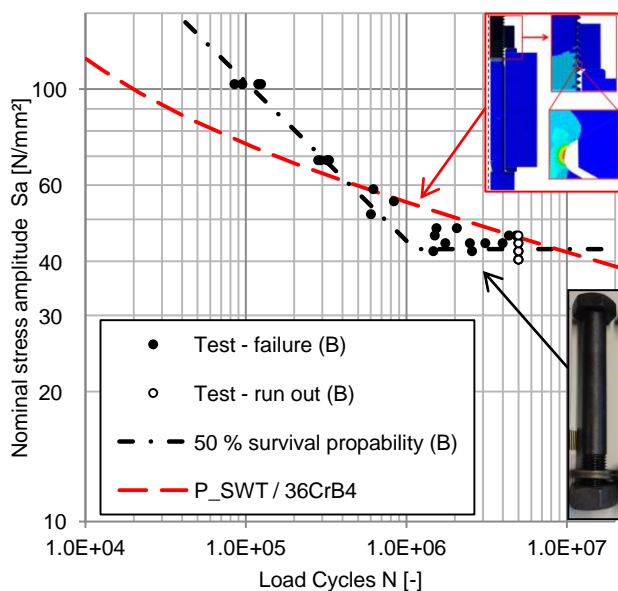 Nominal stress amplitude Sa [N/mm²]
100
60
40
30
20
10
Test - failure (B)
Test - run out (B)
50 % survival propability (B)
P_SWT / 36CrB4
1.0E+04
1.0E+05
1.0E+06
1.0E+07
Load Cycles N [-]